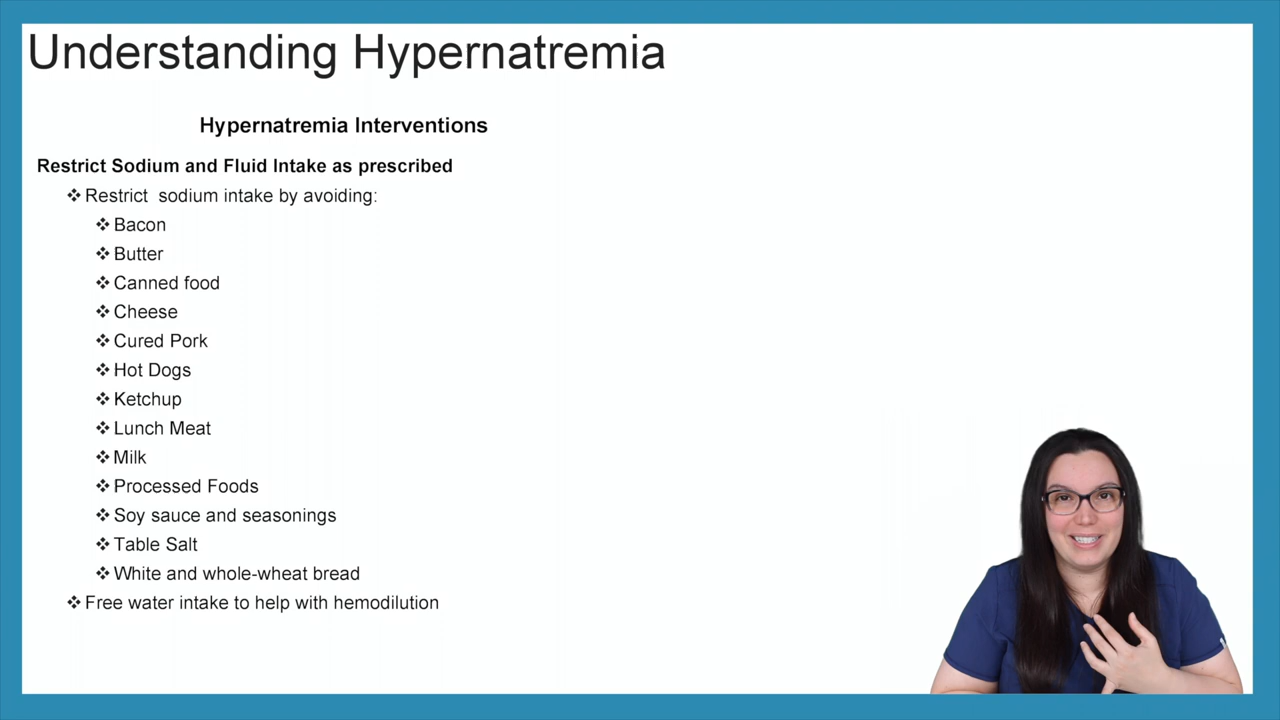 Understanding Hypernatremia
Hypernatremia Interventions
Restrict Sodium and Fluid Intake as prescribed
❖ Restrict sodium intake by avoiding:
❖ Bacon
❖ Butter
❖ Canned food
❖ Cheese
❖ Cured Pork
❖ Hot Dogs
❖ Ketchup
❖ Lunch Meat
❖ Milk
❖ Processed Foods
❖ Soy sauce and seasonings
❖ Table Salt
❖ White and whole-wheat bread
❖ Free water intake to help with hemodilution